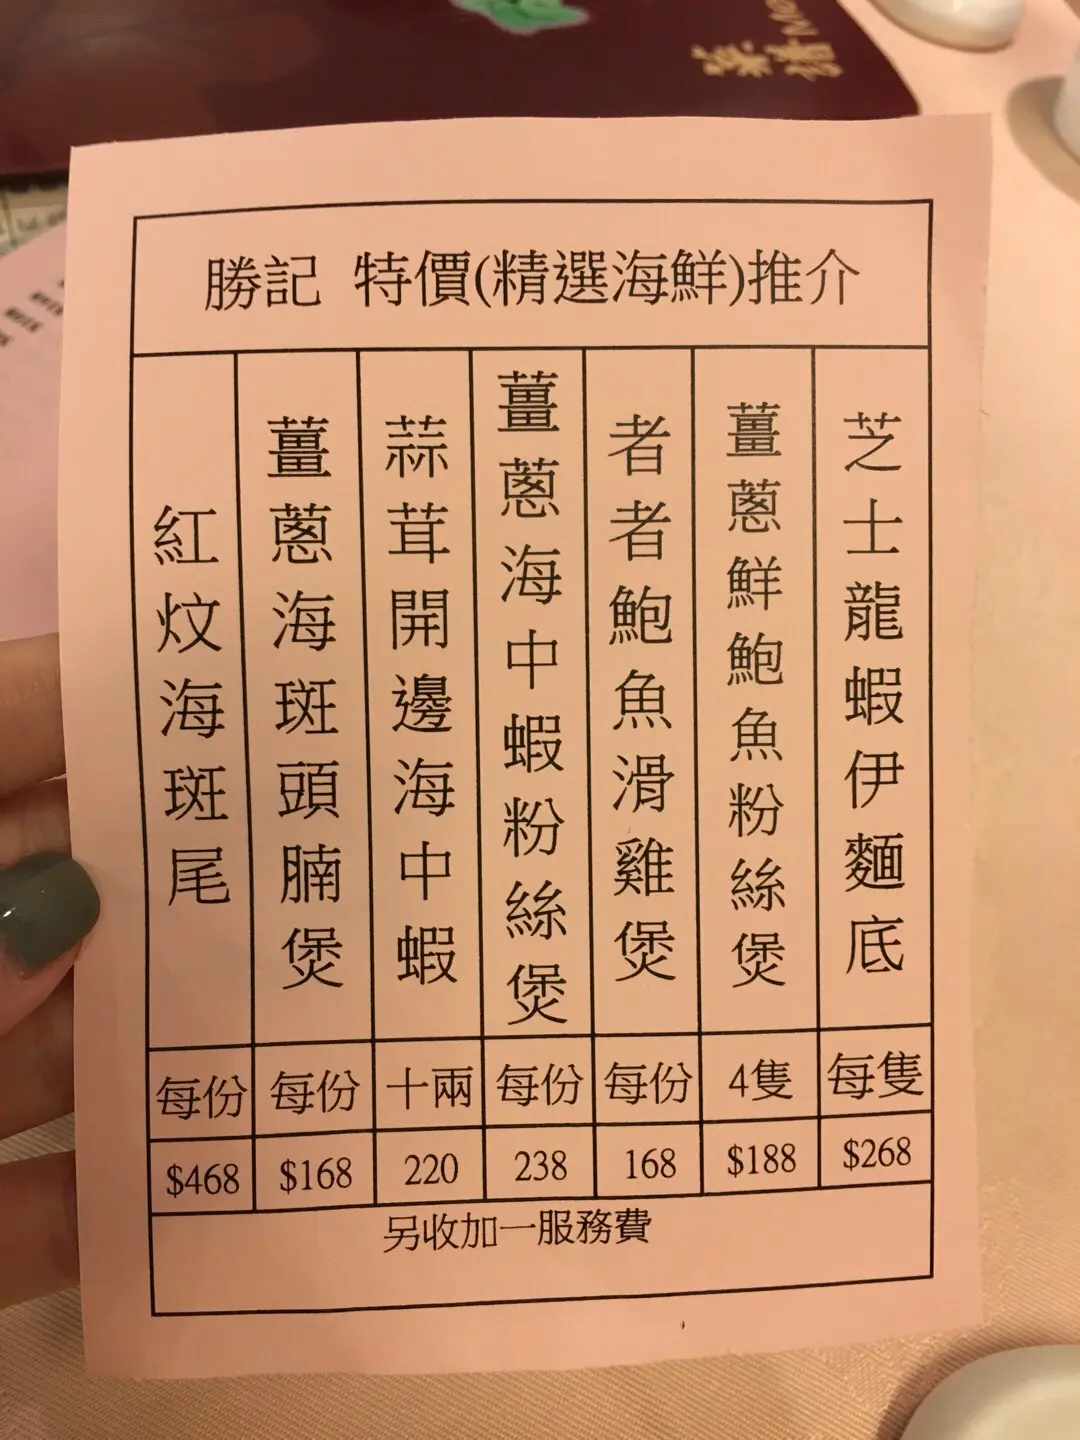 勝記 特價(精選海鮮)推介
芝士龍蝦伊麵底
每隻
$268
薑蔥鮮鮑魚粉絲煲
4隻
$188
者者鮑魚滑雞煲
每份
168
薑蔥海中蝦粉絲煲
每份
238
蒜茸開邊海中蝦
十兩
220
薑蔥海斑頭腩煲
每份
$168
紅炆海斑尾
每份
$468
另收加一服務費